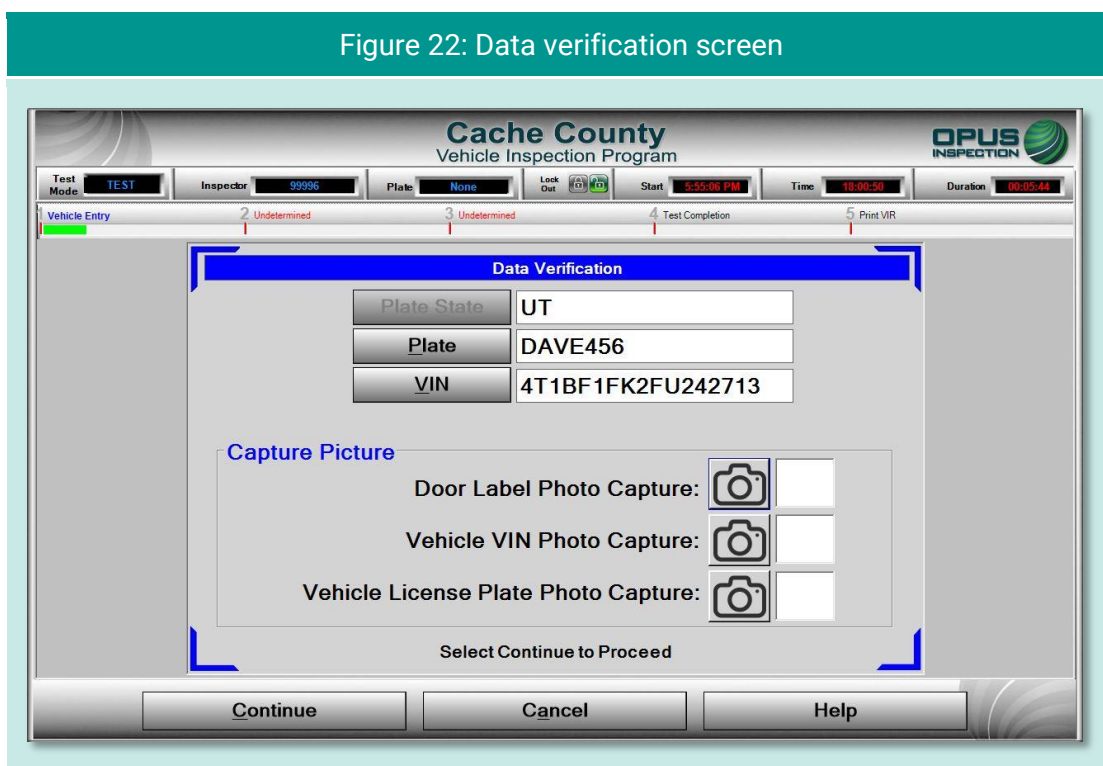 Figure 22: Data verification screen
Cache County
Vehicle Inspection Program
OPUS
INSPECTION
Test Mode TEST Inspector 99996 Plate None Lock Out Start 5:55:06 PM Time 18:00:50 Duration 00:05:44
1 Vehicle Entry 2 Undetermined 3 Undetermined 4 Test Completion 5 Print VIR
Data Verification
Plate State UT
Plate DAVE456
VIN 4T1BF1FK2FU242713
Capture Picture
Door Label Photo Capture:
Vehicle VIN Photo Capture:
Vehicle License Plate Photo Capture:
Select Continue to Proceed
Continue Cancel Help